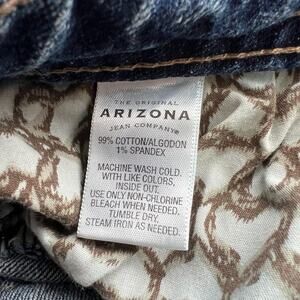 THE ORIGINAL
ARIZONA
JEAN COMPANY®
99% COTTON/ALGODON
1% SPANDEX
MACHINE WASH COLD.
WITH LIKE COLORS,
INSIDE OUT.
USE ONLY NON-CHLORINE
BLEACH WHEN NEEDED.
TUMBLE DRY.
STEAM IRON AS NEEDED.